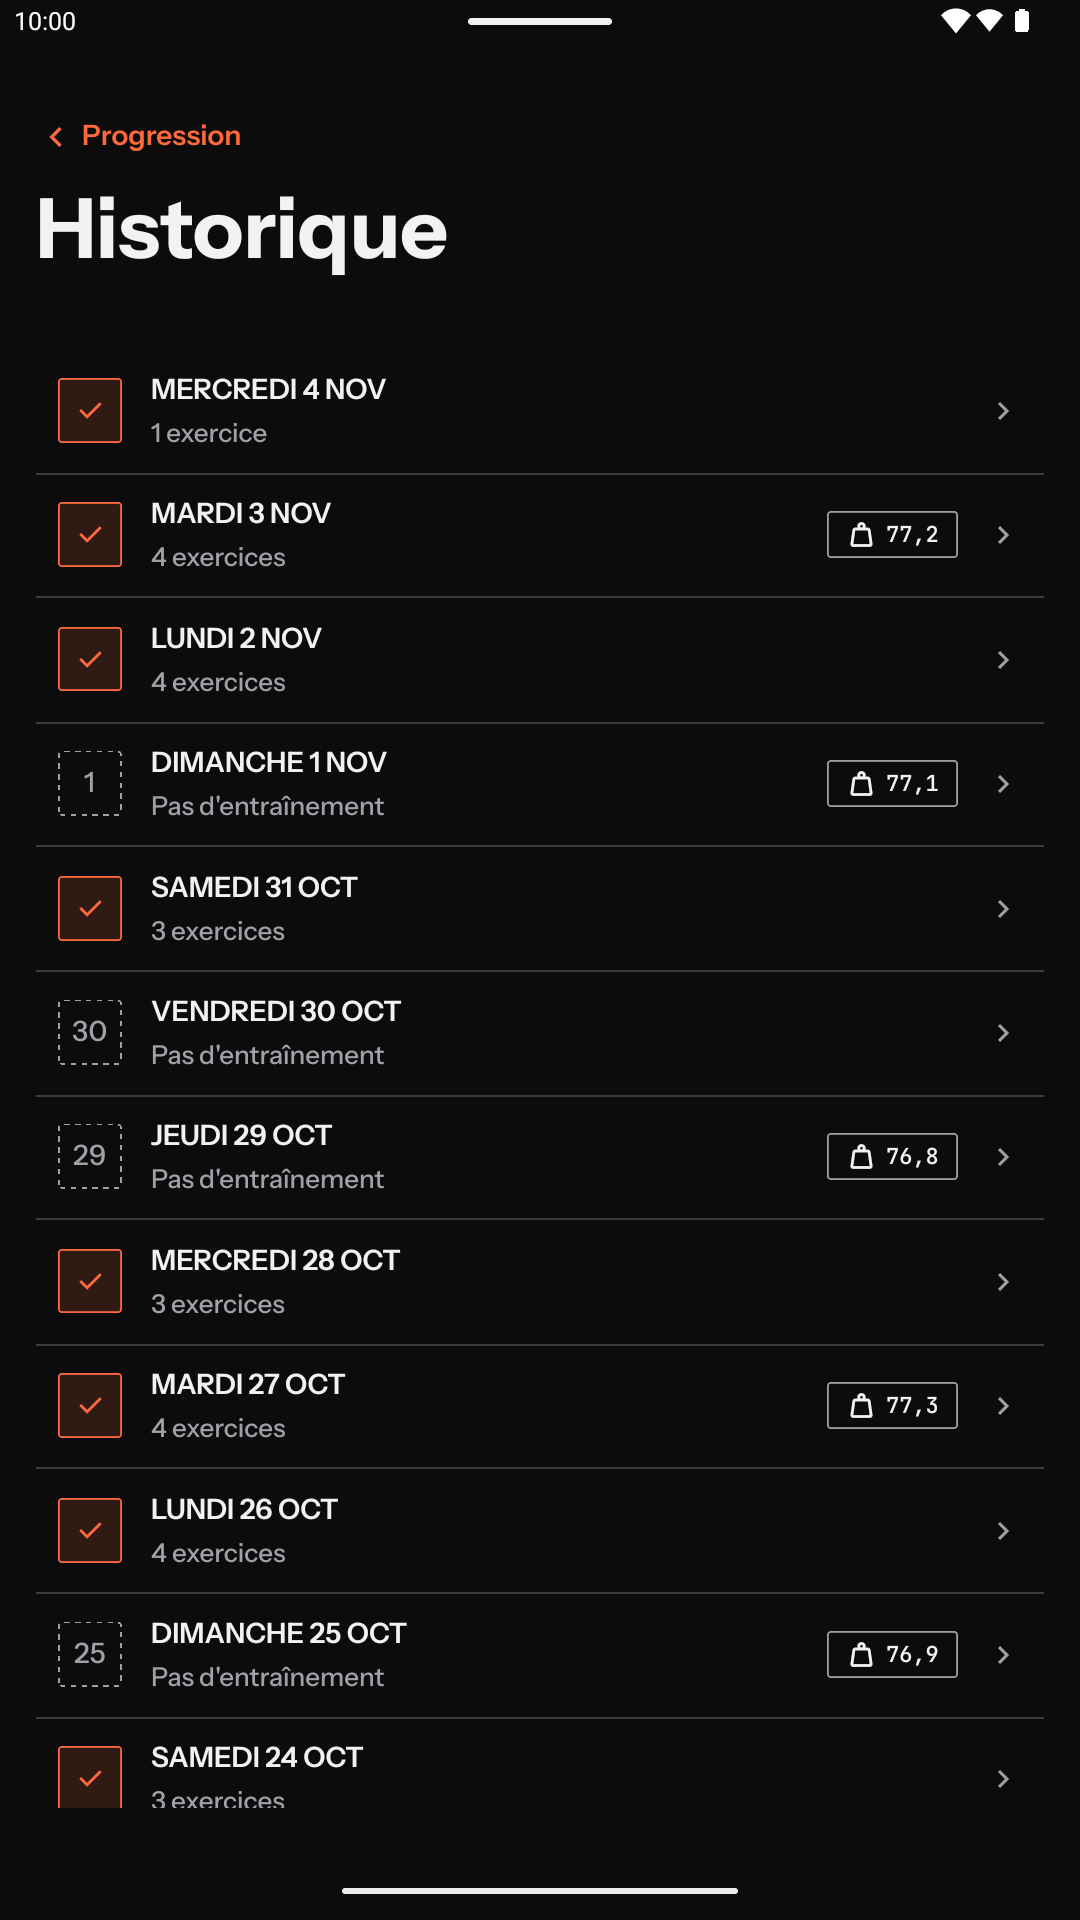 10:00
Progression
Historique
MERCREDI 4 NOV
1 exercice
MARDI 3 NOV
4 exercices
77,2
LUNDI 2 NOV
4 exercices
1
DIMANCHE 1 NOV
Pas d'entraînement
77,1
SAMEDI 31 OCT
3 exercices
30
VENDREDI 30 OCT
Pas d'entraînement
29
JEUDI 29 OCT
Pas d'entraînement
76,8
MERCREDI 28 OCT
3 exercices
MARDI 27 OCT
4 exercices
77,3
LUNDI 26 OCT
4 exercices
25
DIMANCHE 25 OCT
Pas d'entraînement
76,9
SAMEDI 24 OCT
3 exercices